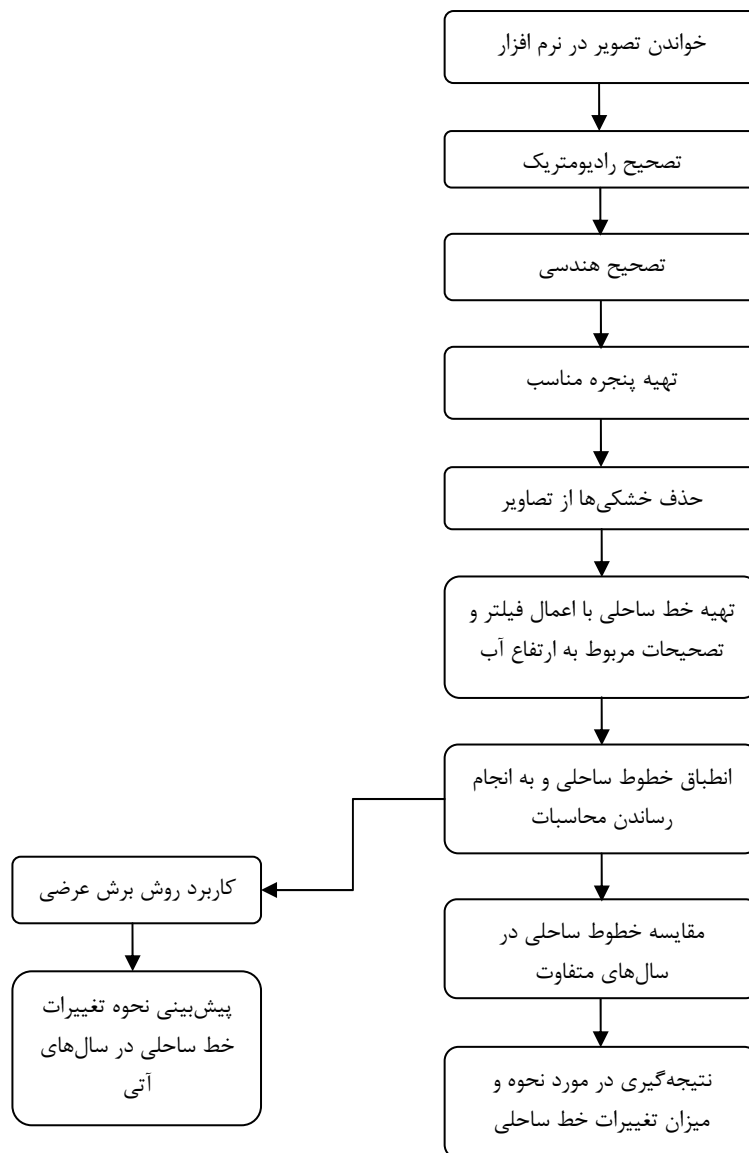 خواندن تصویر در نرم افزار
تصحیح رادیومتریک
تصحیح هندسی
تهیه پنجره مناسب
حذف خشکی‌ها از تصاویر
تهیه خط ساحلی با اعمال فیلتر و
تصحیحات مربوط به ارتفاع آب
انطباق خطوط ساحلی و به انجام
رساندن محاسبات
مقایسه خطوط ساحلی در
سال‌های متفاوت
نتیجه‌گیری در مورد نحوه و
میزان تغییرات خط ساحلی
کاربرد روش برش عرضی
پیش‌بینی نحوه تغییرات
خط ساحلی در سال‌های
آتی